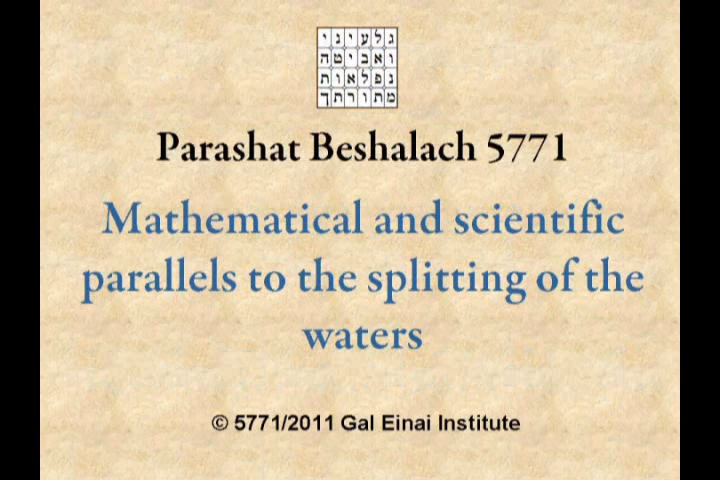 גלעיני
ואביטה
נפלאות
מתורתך
Parashat Beshalach 5771
Mathematical and scientific
parallels to the splitting of the
waters
© 5771/2011 Gal Einai Institute